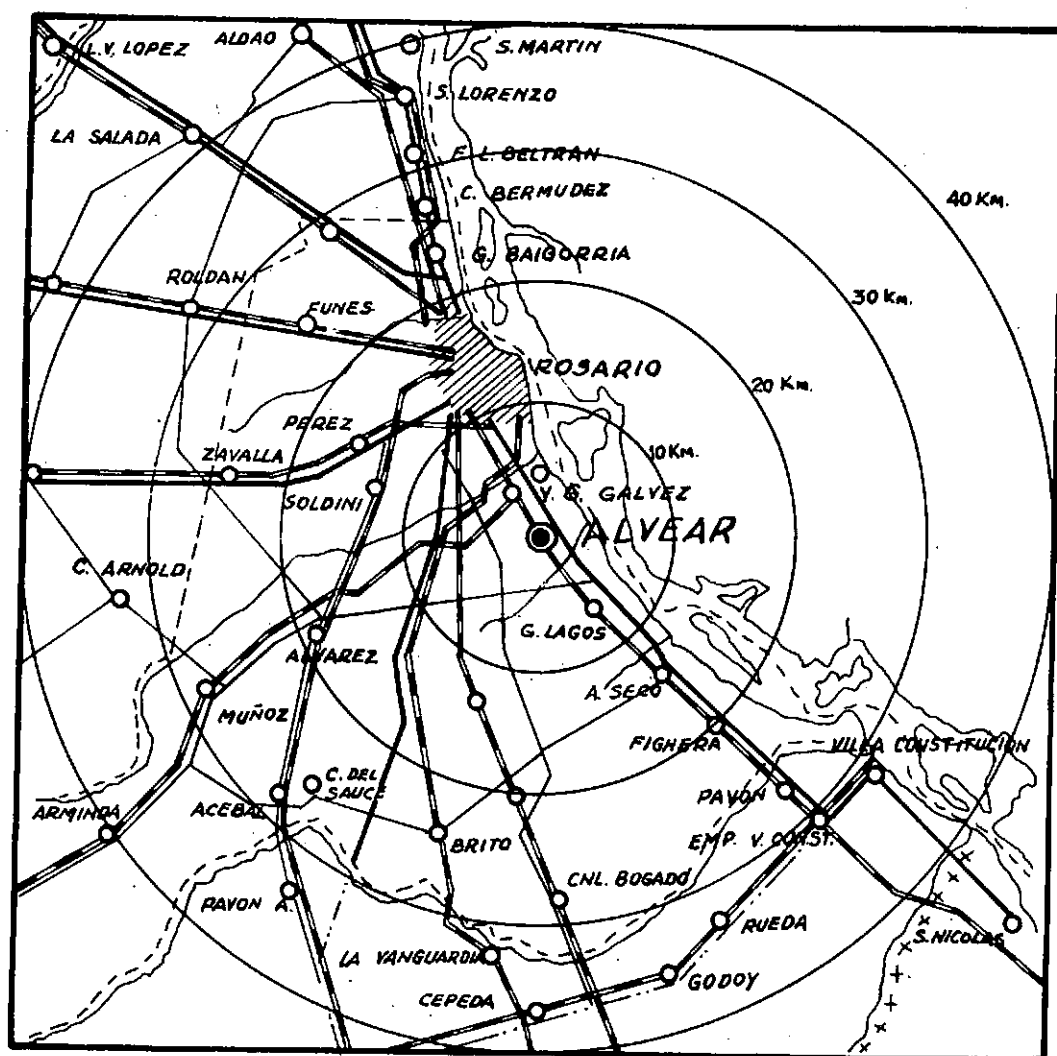 L.V. LOPEZ
ALDAO
S. MARTIN
S. LORENZO
LA SALADA
F. L. BELTRAN
C. BERMUDEZ
40 KM.
G. BAIGORRIA
ROLDAN
FUNES
30 KM.
ROSARIO
20 KM.
PEREZ
ZAVALLA
10 KM.
SOLDINI
V. G. GALVEZ
ALVEAR
C. ARNOLD
G. LAGOS
ALVAREZ
A. SERO
MUÑOZ
FIGHERA
VILLA CONSTITUCION
C. DEL
SAUCE
PAVON
ARMINDA
ACEBAL
BRITO
EMP. V. CONST.
CNL. BOGADO
PAVON A.
RUEDA
S. NICOLAS
LA VANGUARDIA
GODOY
CEPEDA